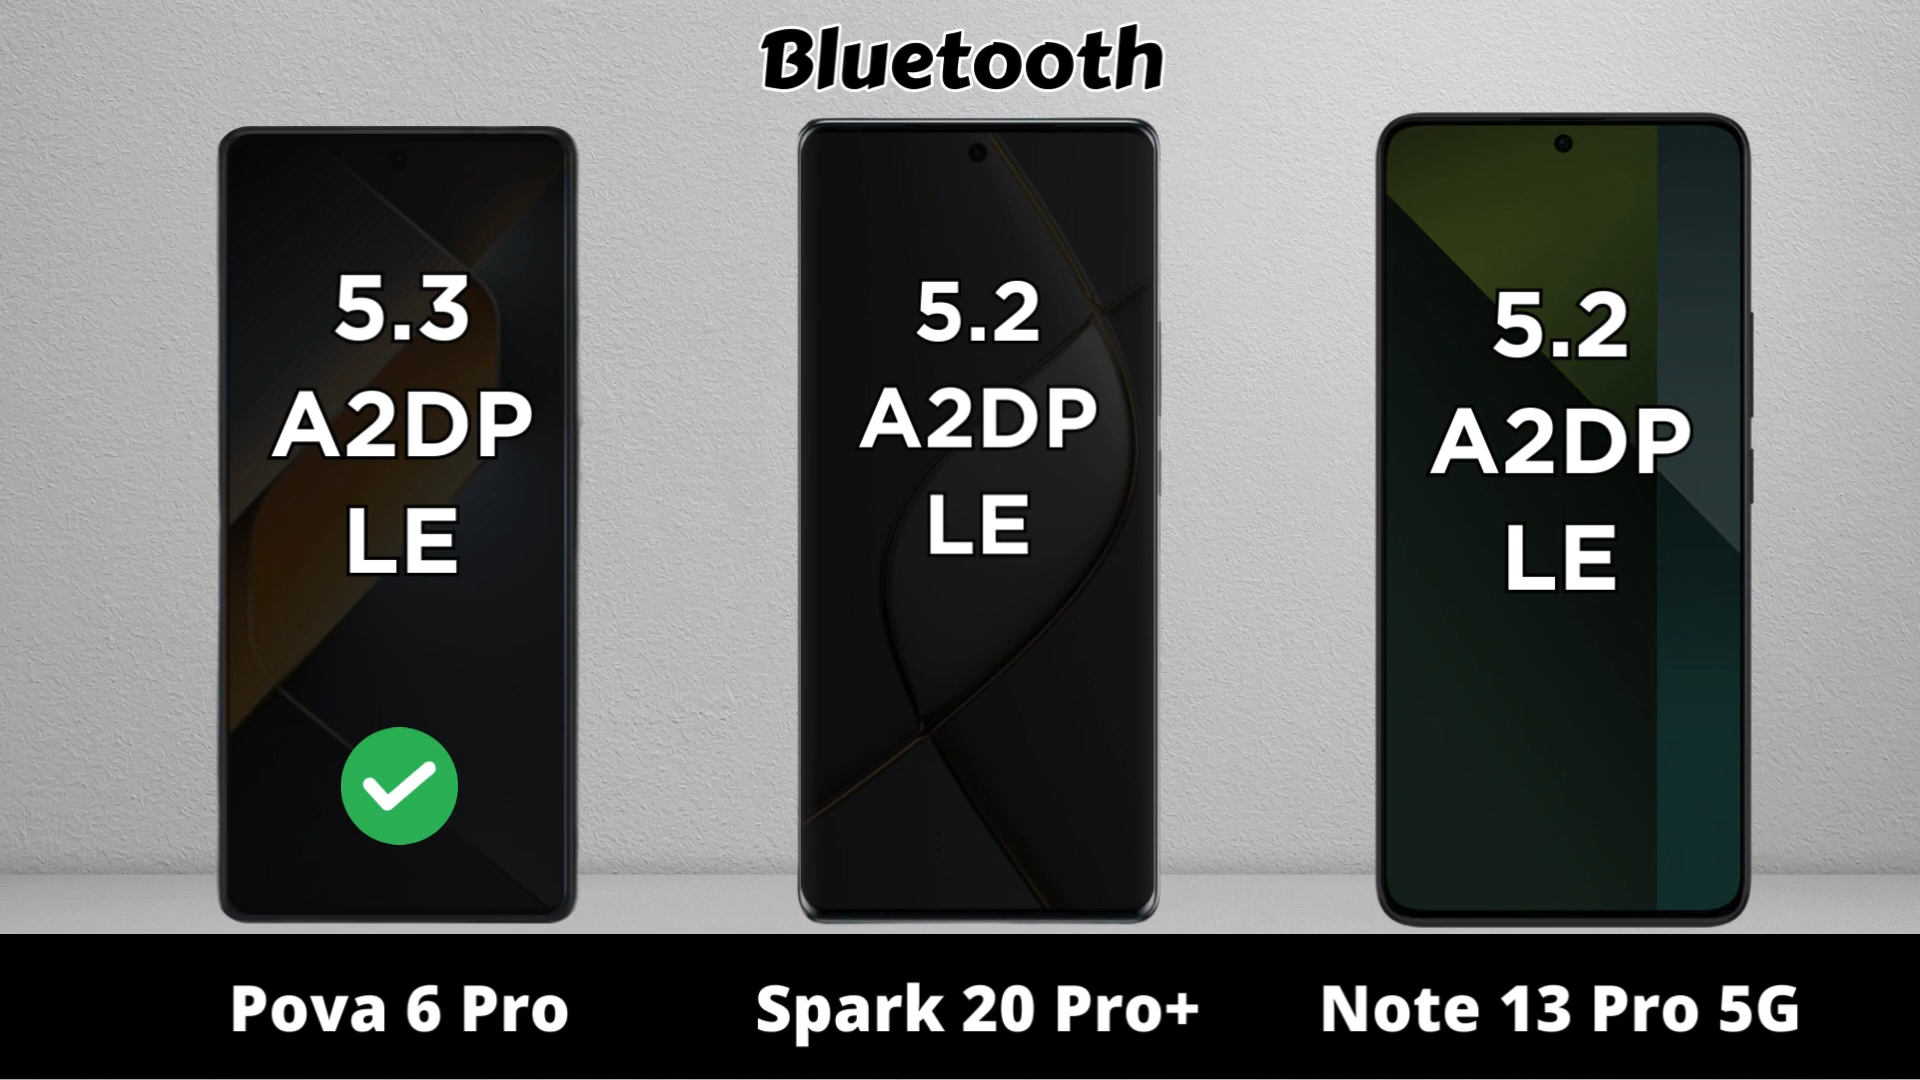 Bluetooth
5.3
A2DP
LE
5.2
A2DP
LE
5.2
A2DP
LE
Pova 6 Pro
Spark 20 Pro+
Note 13 Pro 5G